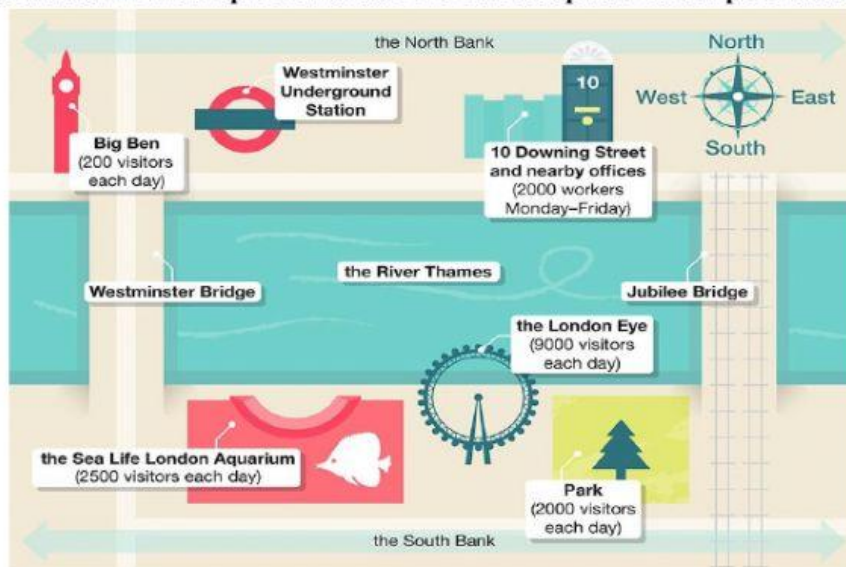 the North Bank
North
West
East
South
Westminster
Underground
Station
10
Big Ben
(200 visitors
each day)
10 Downing Street
and nearby offices
(2000 workers
Monday–Friday)
Westminster Bridge
the River Thames
Jubilee Bridge
the London Eye
(9000 visitors
each day)
the Sea Life London Aquarium
(2500 visitors each day)
Park
(2000 visitors
each day)
the South Bank